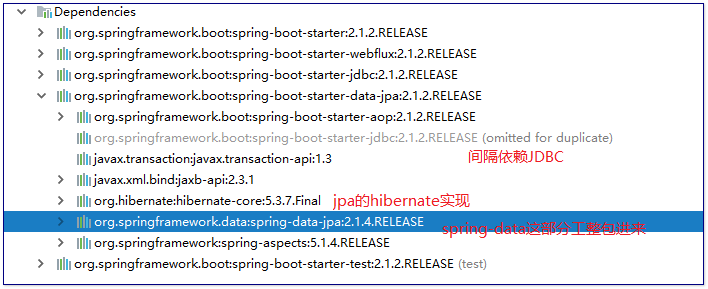 Dependencies
org.springframework.boot:spring-boot-starter:2.1.2.RELEASE
org.springframework.boot:spring-boot-starter-webflux:2.1.2.RELEASE
org.springframework.boot:spring-boot-starter-jdbc:2.1.2.RELEASE
org.springframework.boot:spring-boot-starter-data-jpa:2.1.2.RELEASE
org.springframework.boot:spring-boot-starter-aop:2.1.2.RELEASE
org.springframework.boot:spring-boot-starter-jdbc:2.1.2.RELEASE (omitted for duplicate)
javax.transaction:javax.transaction-api:1.3 间隔依赖JDBC
javax.xml.bind:jaxb-api:2.3.1
org.hibernate:hibernate-core:5.3.7.Final jpa的hibernate实现
org.springframework.data:spring-data-jpa:2.1.4.RELEASE spring data这部分工整包进来
org.springframework:spring-aspects:5.1.4.RELEASE
org.springframework.boot:spring-boot-starter-test:2.1.2.RELEASE (test)